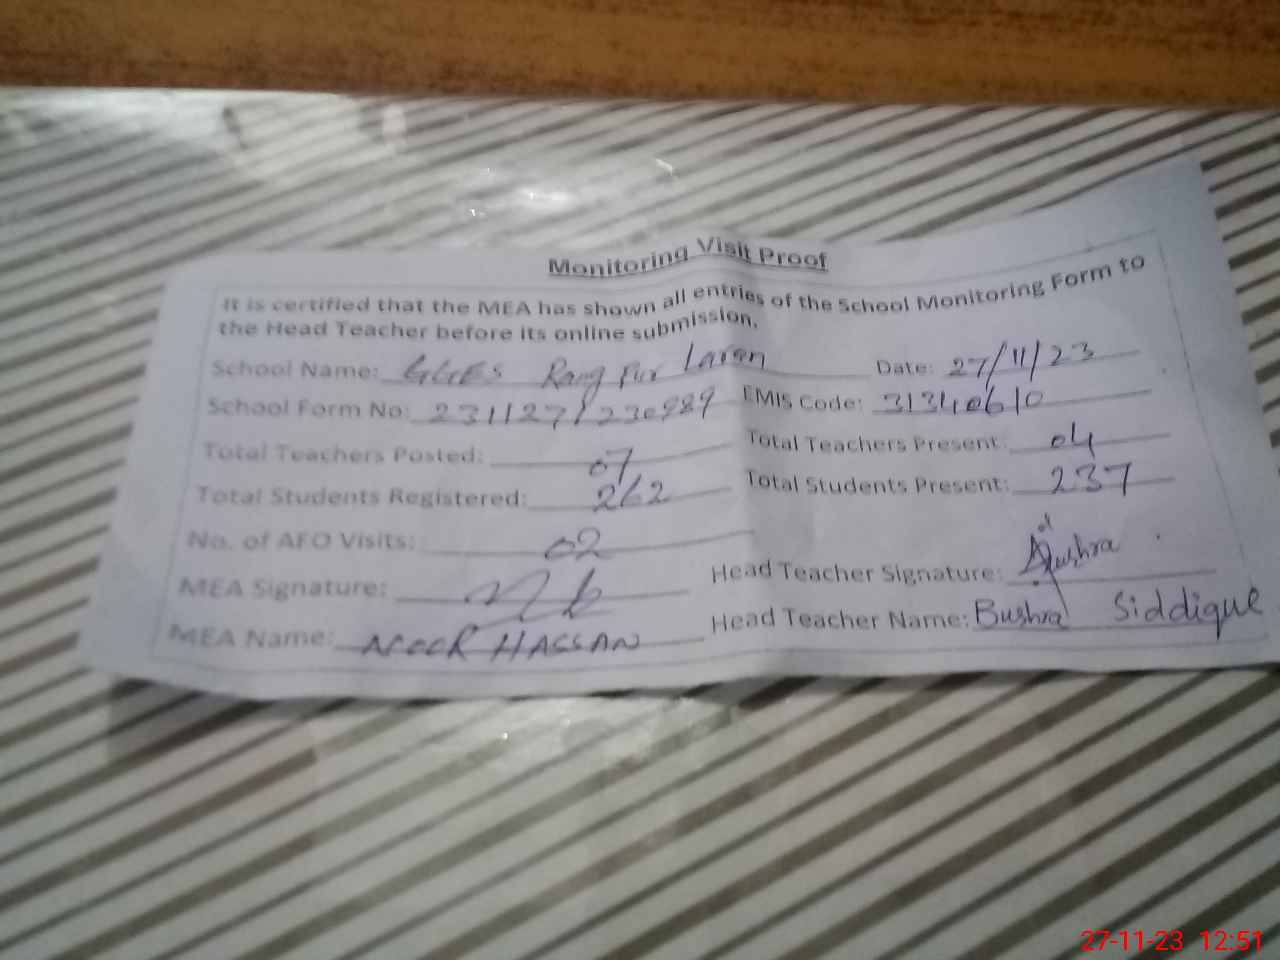 Monitoring Visit Proof
It is certified that the MEA has shown all entries of the School Monitoring Form to
the Head Teacher before its online submission.
School Name: GGES Rang Pur Date: 27/11/23
School Form No: 231127/230989 EMIS Code: 31340610
Total Teachers Posted: 07 Total Teachers Present: 04
Total Students Registered: 262 Total Students Present: 237
No. of AFO Visits: 02
MEA Signature: Head Teacher Signature: Bushra
MEA Name: NOOR HASSAN Head Teacher Name: Bushra Siddique
27-11-23 12:51